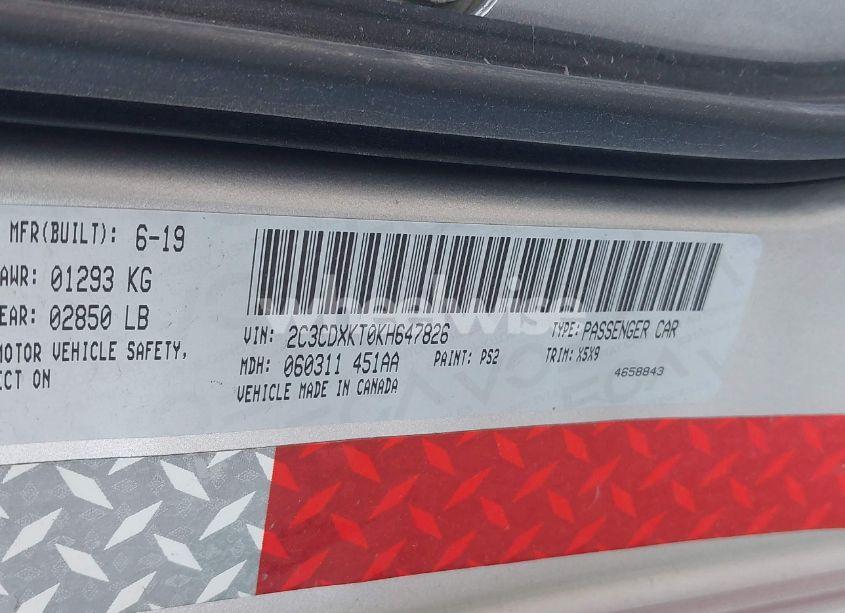 MFR(BUILT): 6-19
AWR: 01293 KG
EAR: 02850 LB
MOTOR VEHICLE SAFETY,
ECT ON
VIN: 2C3CDXKT0KH647826
TYPE: PASSENGER CAR
MDH: 060311 451AA
PAINT: PS2
TRIM: X5X9
VEHICLE MADE IN CANADA
4658843
wheelwise